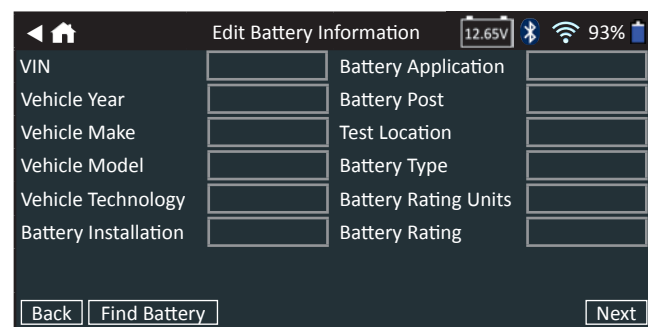 Edit Battery Information 12.65V 93%
VIN Battery Application
Vehicle Year Battery Post
Vehicle Make Test Location
Vehicle Model Battery Type
Vehicle Technology Battery Rating Units
Battery Installation Battery Rating
Back Find Battery Next